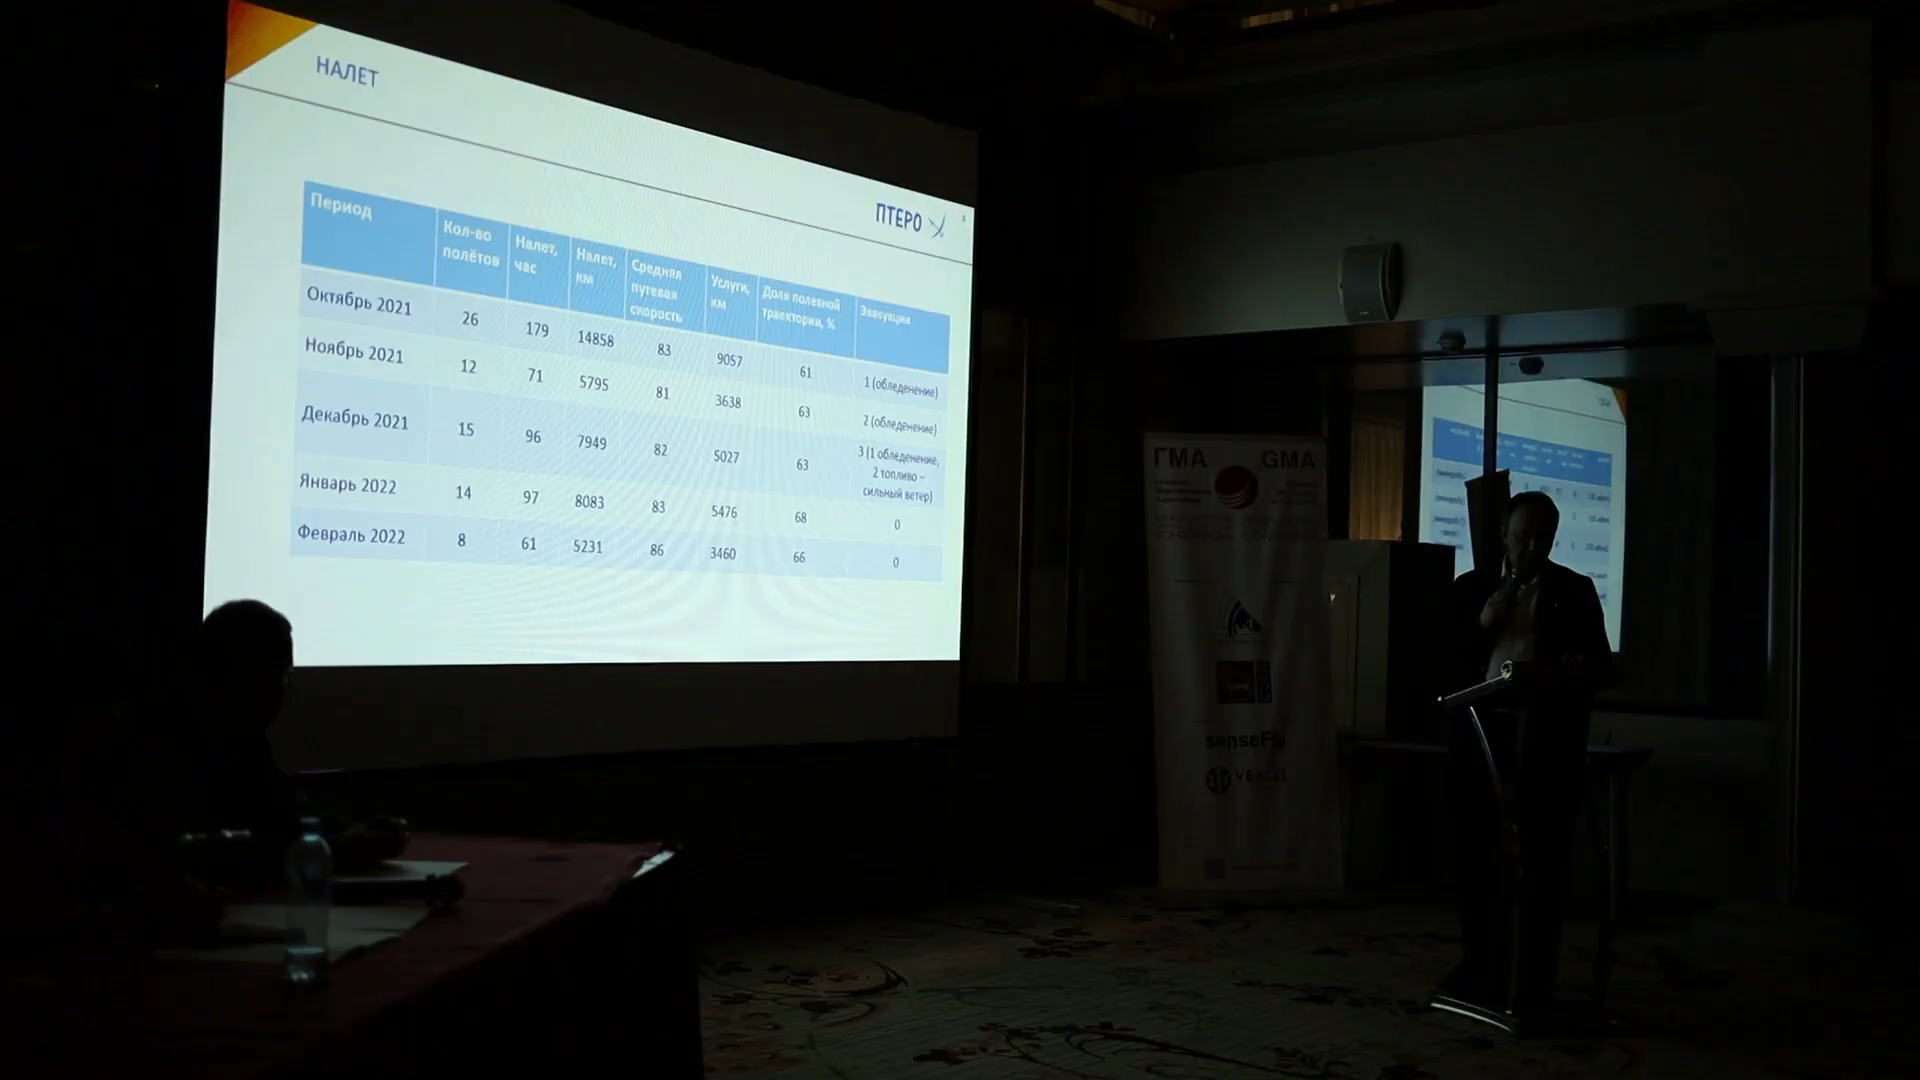 НАЛЕТ
ПТЕРО
Период
Кол-во
полётов
Налет,
час
Налет,
км
Средняя
путевая
скорость
Услуги,
км
Доля полезной
траектории, %
Эвакуации
Октябрь 2021 26 179 14858 83 9057 61 1 (обледенение)
Ноябрь 2021 12 71 5795 81 3638 63 2 (обледенение)
Декабрь 2021 15 96 7949 82 5027 63 3 (1 обледенение,
2 топливо –
сильный ветер)
Январь 2022 14 97 8083 83 5476 68 0
Февраль 2022 8 61 5231 86 3460 66 0
ГМА GMA
senseFly
VEXCEL